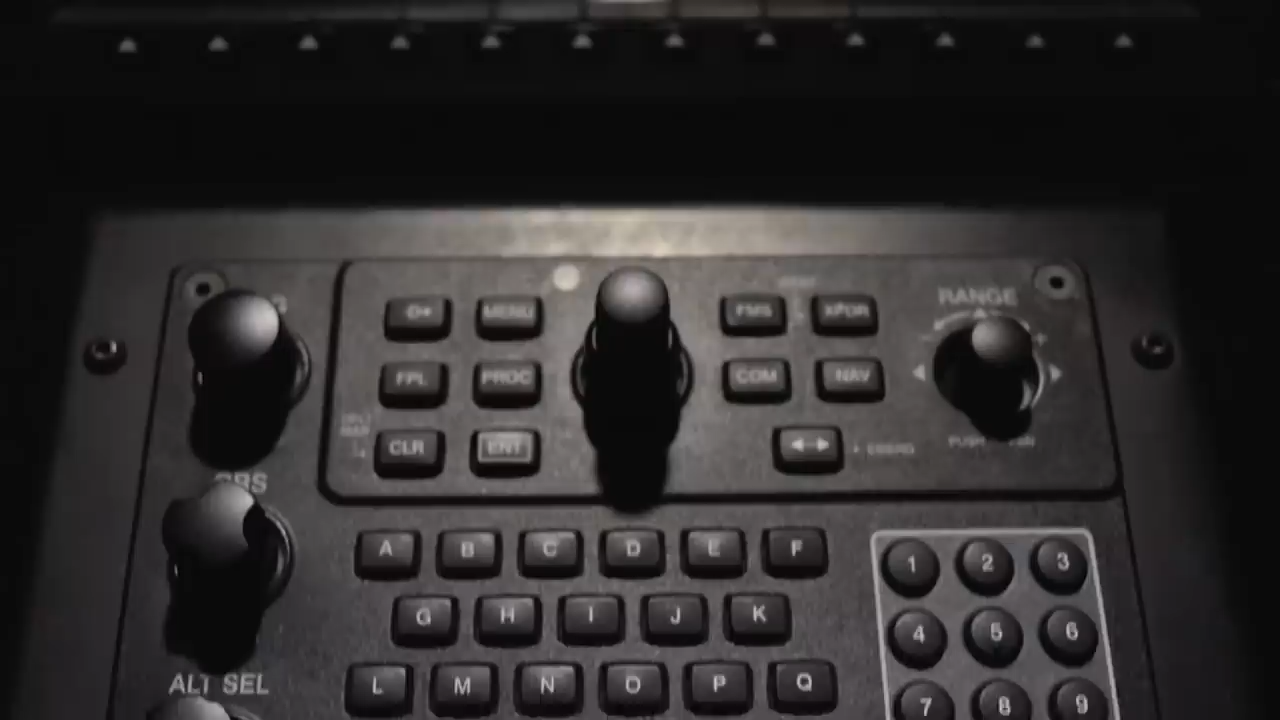 MENU FMS XPDR RANGE
FPL PROC COM NAV
CLR ENT
CRS
A B C D E F
1 2 3
G H I J K
4 5 6
ALT SEL
L M N O P Q
7 8 9